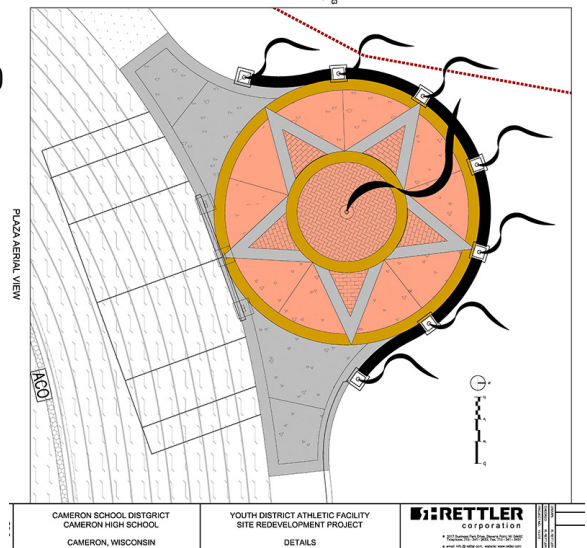 PLAZA AERIAL VIEW
ACO
CAMERON SCHOOL DISTGRICT
CAMERON HIGH SCHOOL
CAMERON, WISCONSIN
YOUTH DISTRICT ATHLETIC FACILITY
SITE REDEVELOPMENT PROJECT
DETAILS
RETTLER
corporation